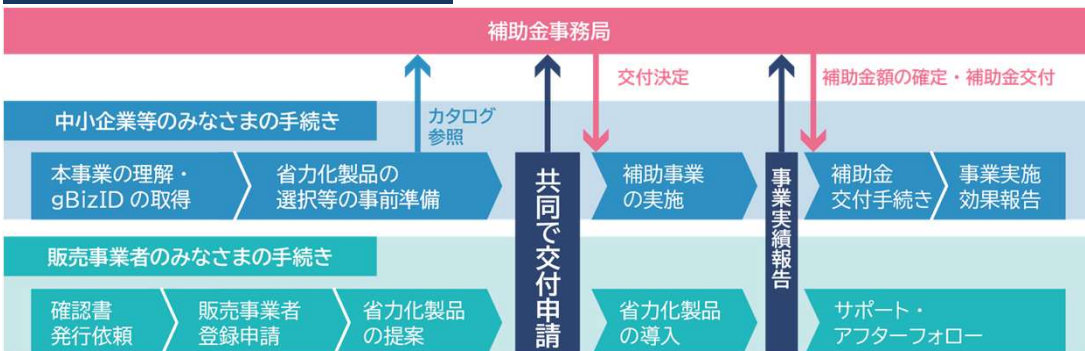 補助金事務局
交付決定
補助金額の確定・補助金交付
カタログ
参照
中小企業等のみなさまの手続き
本事業の理解・
gBizIDの取得
省力化製品の
選択等の事前準備
共同で交付申請
補助事業
の実施
事業実績報告
補助金
交付手続き
事業実施
効果報告
販売事業者のみなさまの手続き
確認書
発行依頼
販売事業者
登録申請
省力化製品
の提案
省力化製品
の導入
サポート・
アフターフォロー